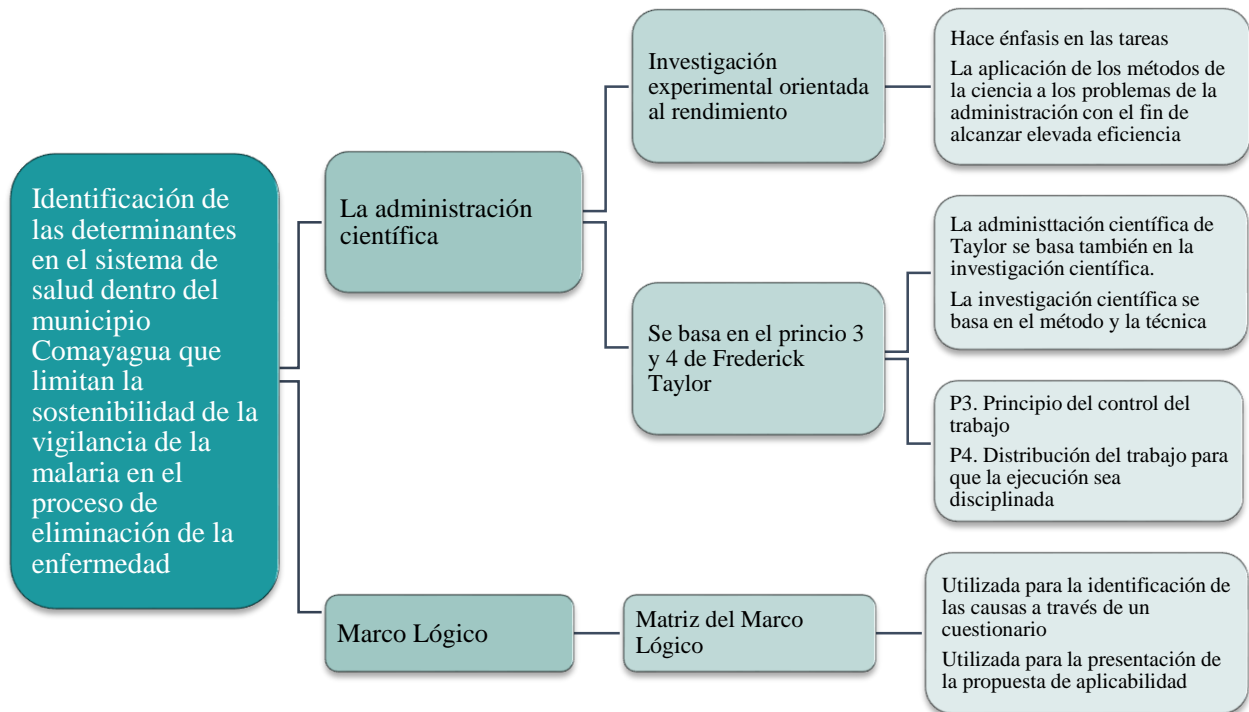 Identificación de
las determinantes
en el sistema de
salud dentro del
municipio
Comayagua que
limitan la
sostenibilidad de la
vigilancia de la
malaria en el
proceso de
eliminación de la
enfermedad
La administración
científica
Investigación
experimental orientada
al rendimiento
Hace énfasis en las tareas
La aplicación de los métodos de
la ciencia a los problemas de la
administración con el fin de
alcanzar elevada eficiencia
Se basa en el princio 3
y 4 de Frederick
Taylor
La administtación científica de
Taylor se basa también en la
investigación científica.
La investigación científica se
basa en el método y la técnica
P3. Principio del control del
trabajo
P4. Distribución del trabajo para
que la ejecución sea
disciplinada
Marco Lógico
Matriz del Marco
Lógico
Utilizada para la identificación de
las causas a través de un
cuestionario
Utilizada para la presentación de
la propuesta de aplicabilidad